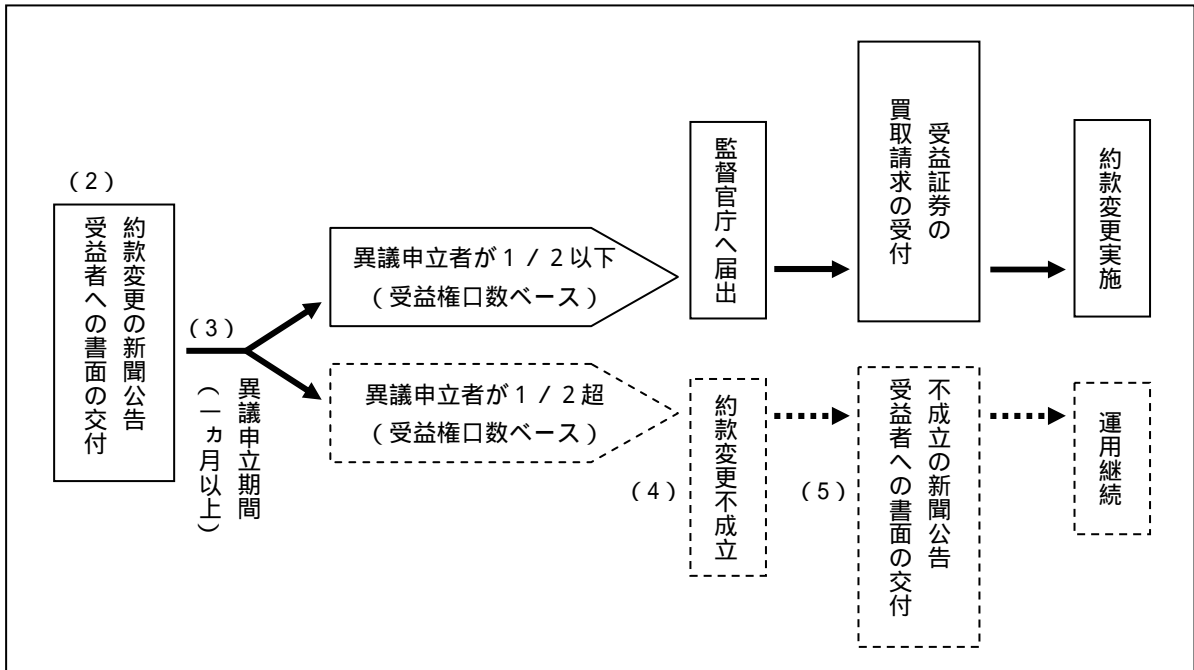 （２）
約款変更の新聞公告
受益者への書面の交付
（３）
異議申立期間
（一ヵ月以上）
異議申立者が１／２以下
（受益権口数ベース）
監督官庁へ届出
受益証券の
買取請求の受付
約款変更実施
異議申立者が１／２超
（受益権口数ベース）
（４）
約款変更不成立
（５）
不成立の新聞公告
受益者への書面の交付
運用継続